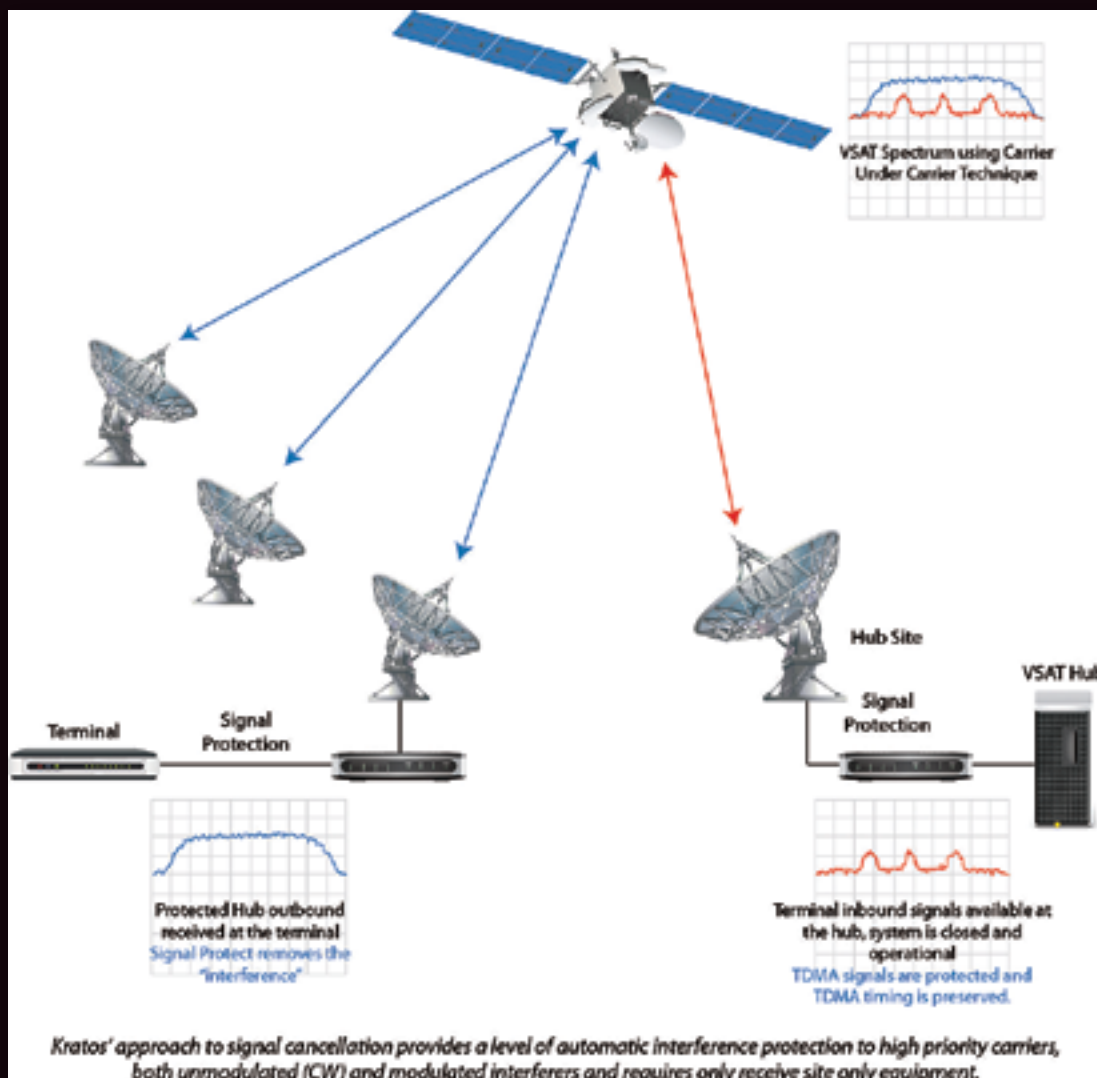 VSAT Spectrum using Carrier
Under Carrier Technique
Hub Site
VSAT Hub
Signal
Protection
Terminal
Signal
Protection
Protected Hub outbound
received at the terminal
Signal Protect removes the
"interference"
Terminal inbound signals available at
the hub, system is closed and
operational
TDMA signals are protected and
TDMA timing is preserved.
Kratos' approach to signal cancellation provides a level of automatic interference protection to high priority carriers,
both unmodulated (CW) and modulated interferers and requires only receive site only equipment.